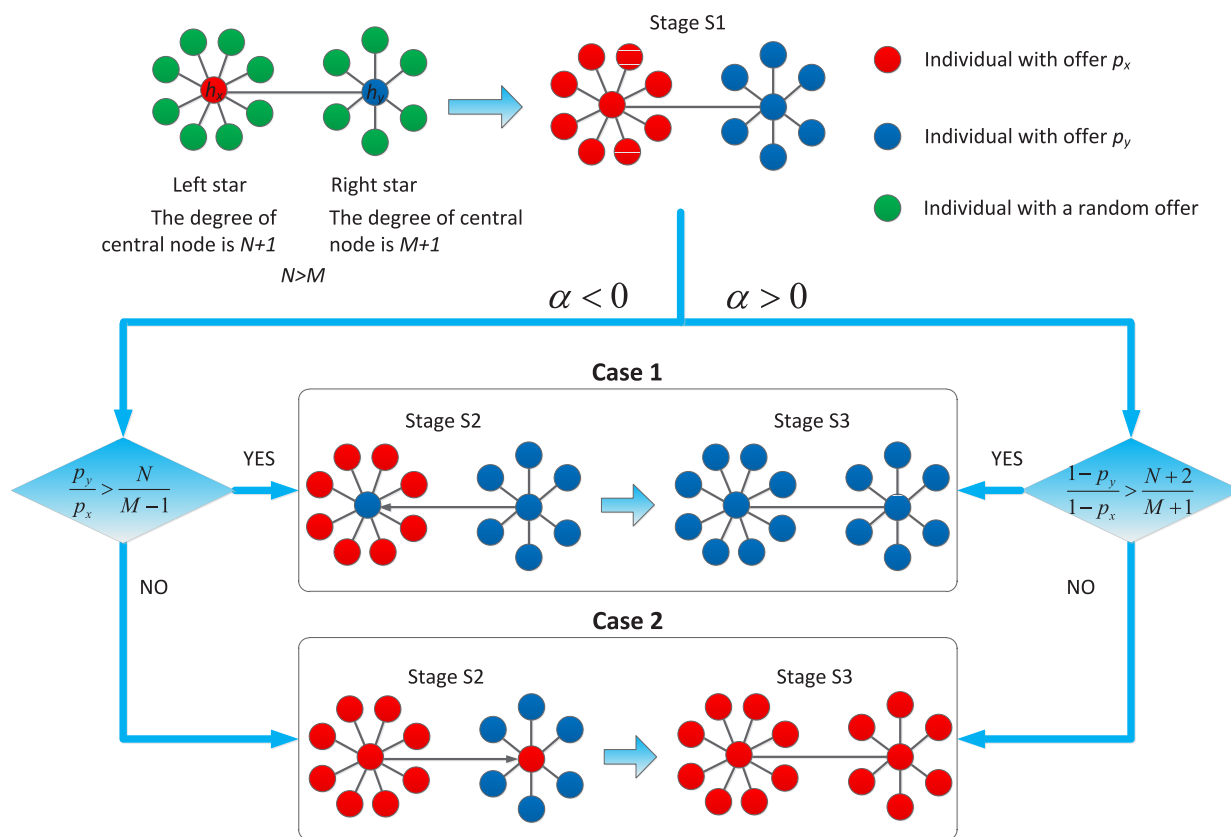 Stage S1
h_x
h_y
Individual with offer p_x
Individual with offer p_y
Individual with a random offer
Left star
Right star
The degree of
central node is N+1
The degree of central
node is M+1
N>M
α < 0
α > 0
Case 1
Stage S2
Stage S3
p_y / p_x > N / (M − 1)
YES
YES
(1 − p_y) / (1 − p_x) > (N + 2) / (M + 1)
NO
NO
Case 2
Stage S2
Stage S3